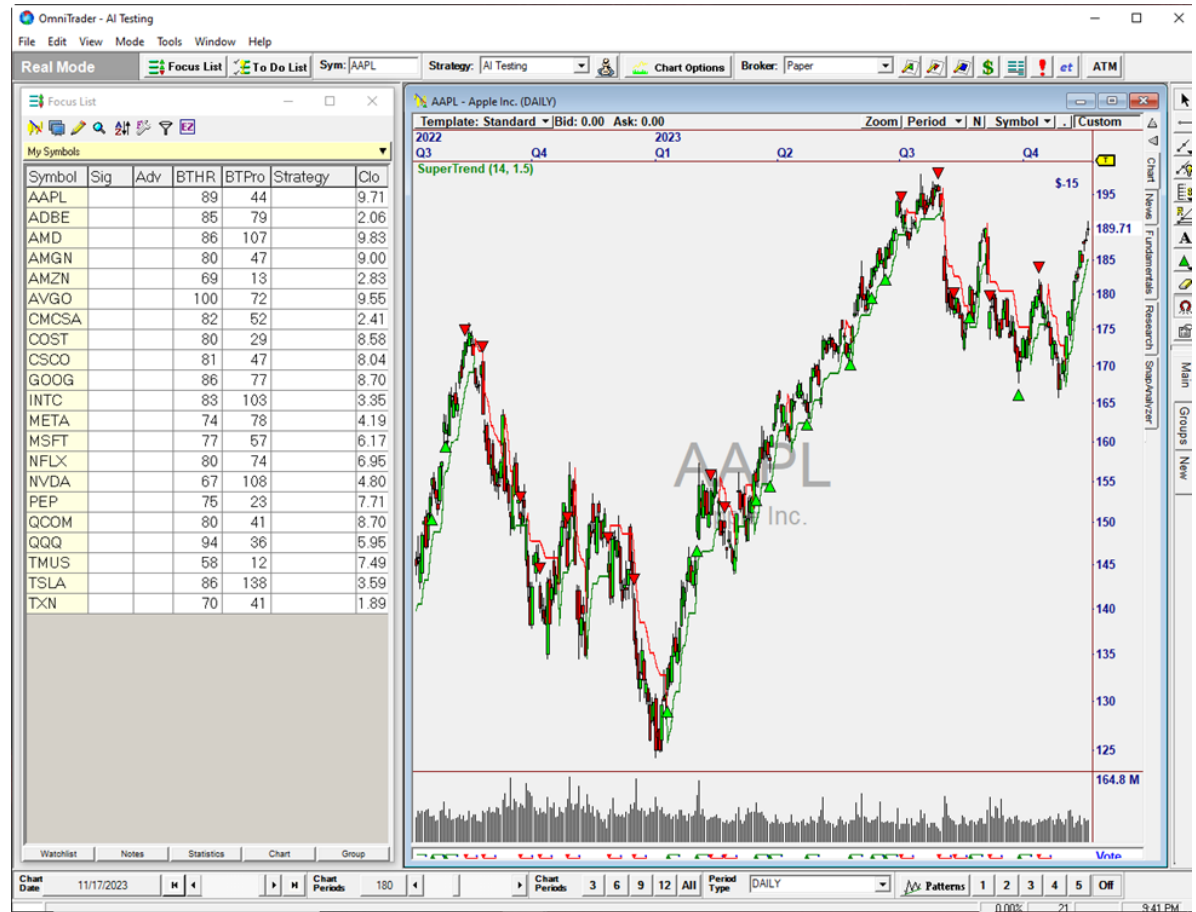 OmniTrader - AI Testing
File Edit View Mode Tools Window Help
Real Mode Focus List To Do List Sym: AAPL Strategy: AI Testing Chart Options Broker: Paper $ et ATM
Focus List
EZ
My Symbols
Symbol Sig Adv BTHR BTPro Strategy Clo
AAPL 89 44 9.71
ADBE 85 79 2.06
AMD 86 107 9.83
AMGN 80 47 9.00
AMZN 69 13 2.83
AVGO 100 72 9.55
CMCSA 82 52 2.41
COST 80 29 8.58
CSCO 81 47 8.04
GOOG 86 77 8.70
INTC 83 103 3.35
META 74 78 4.19
MSFT 77 57 6.17
NFLX 80 74 6.95
NVDA 67 108 4.80
PEP 75 23 7.71
QCOM 80 41 8.70
QQQ 94 36 5.95
TMUS 58 12 7.49
TSLA 86 138 3.59
TXN 70 41 1.89
Watchlist Notes Statistics Chart Group
AAPL - Apple Inc. (DAILY)
Template: Standard Bid: 0.00 Ask: 0.00 Zoom Period N Symbol . Custom
2022 2023
Q3 Q4 Q1 Q2 Q3 Q4
SuperTrend (14, 1.5)
$-15
T
195
189.71
185
180
175
170
165
160
155
150
145
140
135
130
125
164.8 M
Vote
AAPL
Inc.
Chart
News
Fundamentals
Research
SnapAnalyzer
A
Main
Groups
New
Chart Date 11/17/2023 Chart Periods 180 Chart Periods 3 6 9 12 All Period Type DAILY Patterns 1 2 3 4 5 Off
0.00% 21 9:41 PM